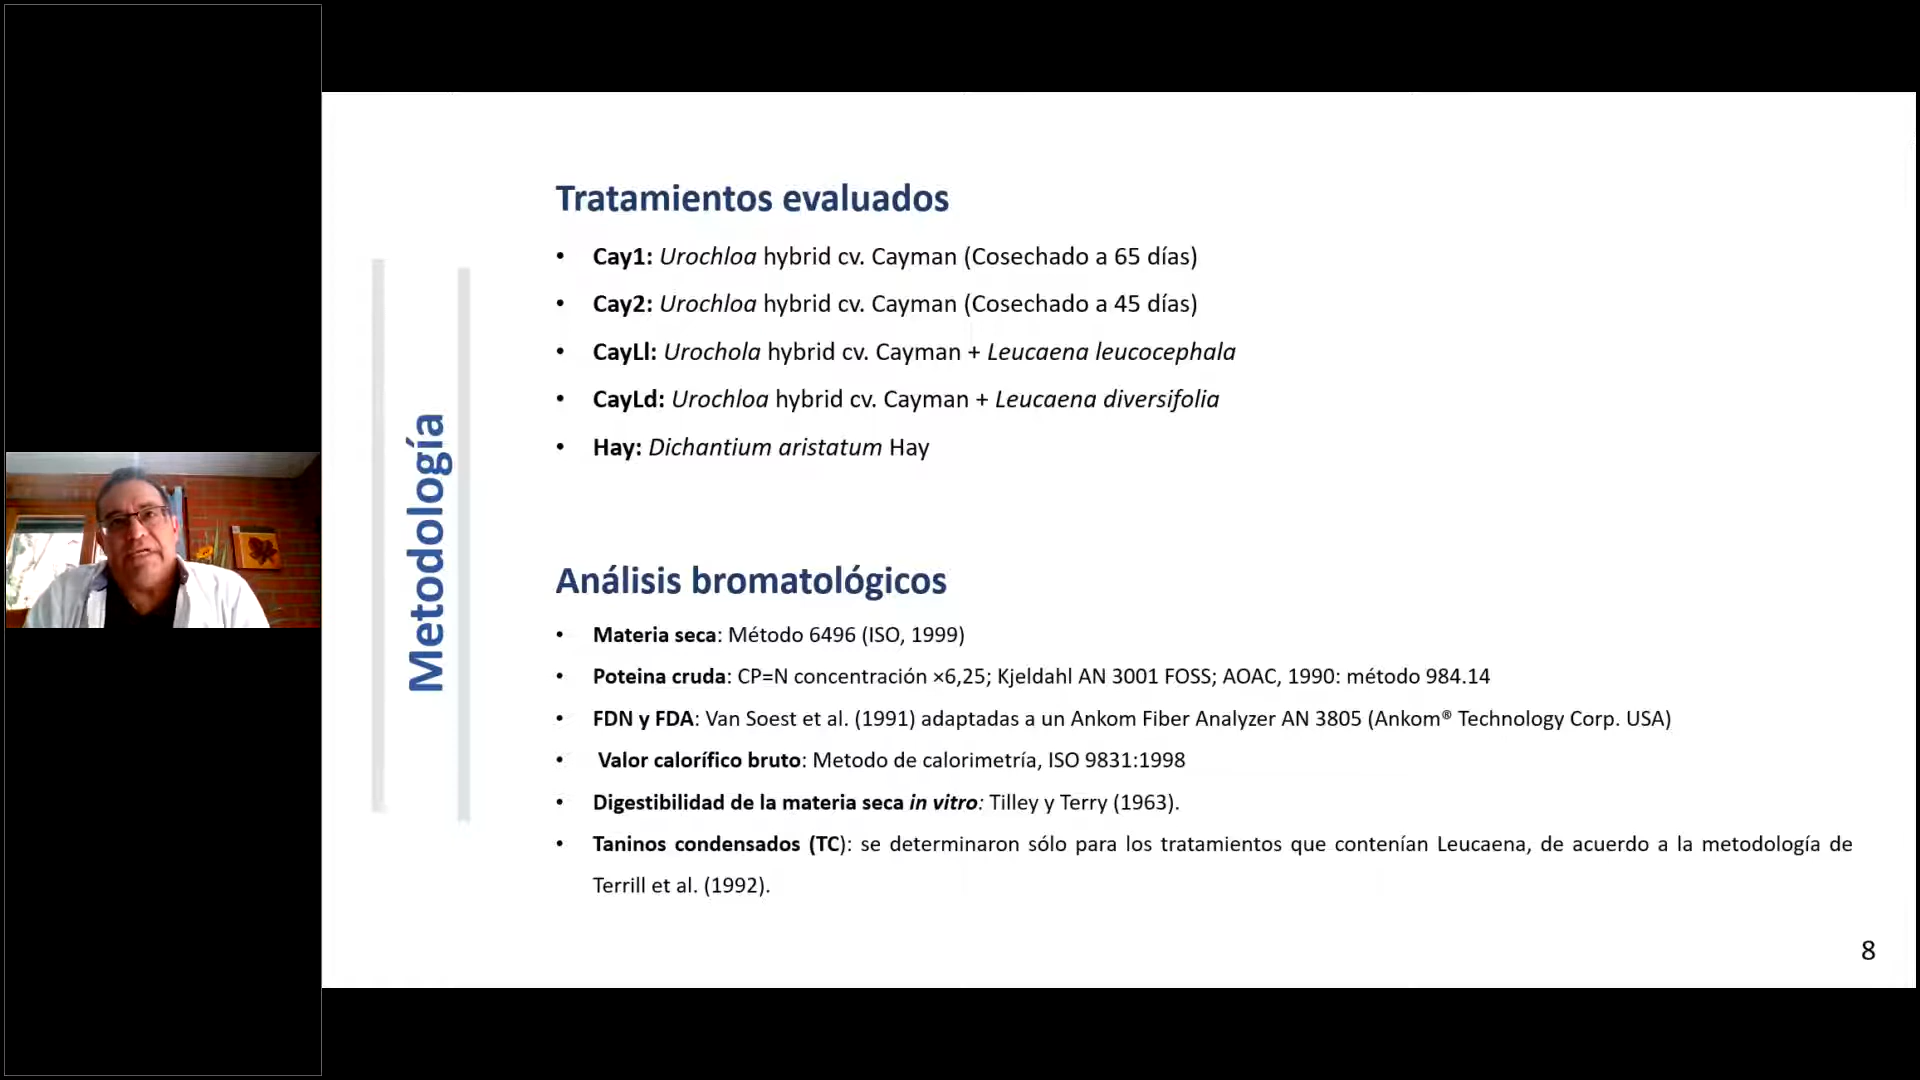 Metodología
Tratamientos evaluados
• Cay1: Urochloa hybrid cv. Cayman (Cosechado a 65 días)
• Cay2: Urochloa hybrid cv. Cayman (Cosechado a 45 días)
• CayLl: Urochola hybrid cv. Cayman + Leucaena leucocephala
• CayLd: Urochloa hybrid cv. Cayman + Leucaena diversifolia
• Hay: Dichantium aristatum Hay
Análisis bromatológicos
• Materia seca: Método 6496 (ISO, 1999)
• Poteina cruda: CP=N concentración ×6,25; Kjeldahl AN 3001 FOSS; AOAC, 1990: método 984.14
• FDN y FDA: Van Soest et al. (1991) adaptadas a un Ankom Fiber Analyzer AN 3805 (Ankom® Technology Corp. USA)
• Valor calorífico bruto: Metodo de calorimetría, ISO 9831:1998
• Digestibilidad de la materia seca in vitro: Tilley y Terry (1963).
• Taninos condensados (TC): se determinaron sólo para los tratamientos que contenían Leucaena, de acuerdo a la metodología de
Terrill et al. (1992).
8